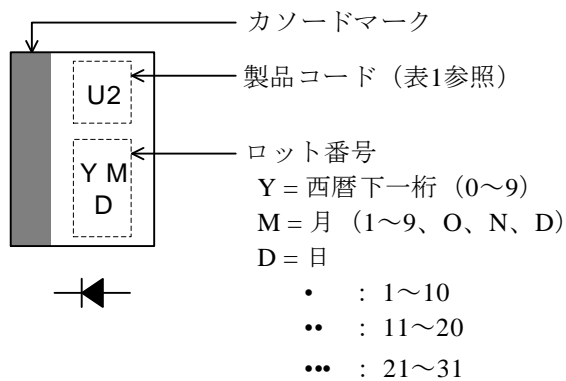 カソードマーク
製品コード（表1参照）
U2
ロット番号
Y M
D
Y = 西暦下一桁（0～9）
M = 月（1～9、O、N、D）
D = 日
• : 1～10
•• : 11～20
••• : 21～31